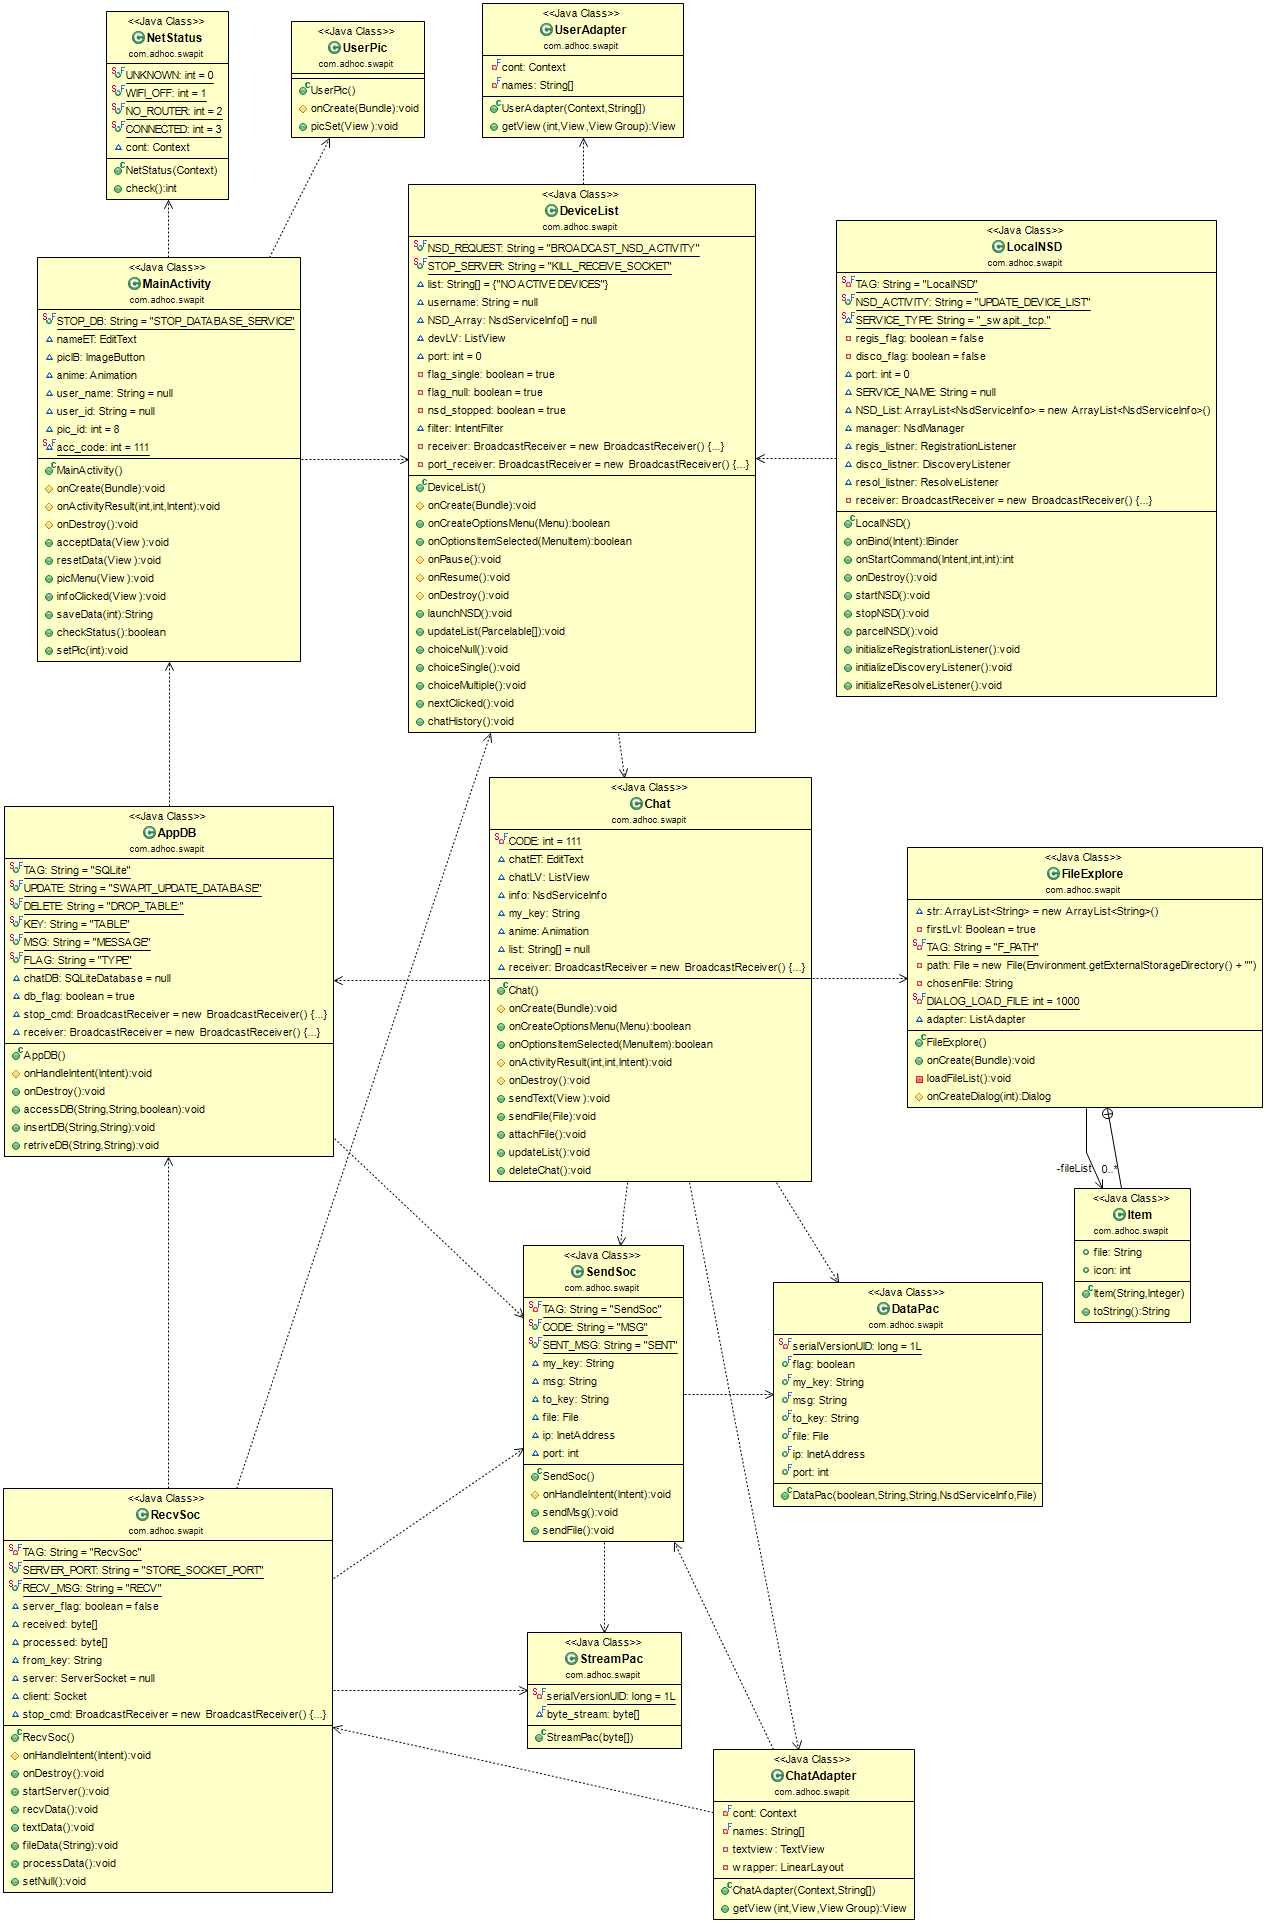 <<Java Class>>
NetStatus
com.adhoc.swapit
UNKNOWN: int = 0
WIFI_OFF: int = 1
NO_ROUTER: int = 2
CONNECTED: int = 3
cont: Context
NetStatus(Context)
check():int
<<Java Class>>
UserPic
com.adhoc.swapit
UserPic()
onCreate(Bundle):void
picSet(View):void
<<Java Class>>
UserAdapter
com.adhoc.swapit
cont: Context
names: String[]
UserAdapter(Context,String[])
getView(int,View,ViewGroup):View
<<Java Class>>
MainActivity
com.adhoc.swapit
STOP_DB: String = "STOP_DATABASE_SERVICE"
nameET: EditText
picIB: ImageButton
anime: Animation
user_name: String = null
user_id: String = null
pic_id: int = 8
acc_code: int = 111
MainActivity()
onCreate(Bundle):void
onActivityResult(int,int,Intent):void
onDestroy():void
acceptData(View):void
resetData(View):void
picMenu(View):void
infoClicked(View):void
saveData(int):String
checkStatus():boolean
setPic(int):void
<<Java Class>>
DeviceList
com.adhoc.swapit
NSD_REQUEST: String = "BROADCAST_NSD_ACTIVITY"
STOP_SERVER: String = "KILL_RECEIVE_SOCKET"
list: String[] = {"NO ACTIVE DEVICES"}
username: String = null
NSD_Array: NsdServiceInfo[] = null
devLV: ListView
port: int = 0
flag_single: boolean = true
flag_null: boolean = true
nsd_stopped: boolean = true
filter: IntentFilter
receiver: BroadcastReceiver = new BroadcastReceiver() {...}
port_receiver: BroadcastReceiver = new BroadcastReceiver() {...}
DeviceList()
onCreate(Bundle):void
onCreateOptionsMenu(Menu):boolean
onOptionsItemSelected(MenuItem):boolean
onPause():void
onResume():void
onDestroy():void
launchNSD():void
updateList(Parcelable[]):void
choiceNull():void
choiceSingle():void
choiceMultiple():void
nextClicked():void
chatHistory():void
<<Java Class>>
LocalNSD
com.adhoc.swapit
TAG: String = "LocalNSD"
NSD_ACTIVITY: String = "UPDATE_DEVICE_LIST"
SERVICE_TYPE: String = "_swapit._tcp."
regis_flag: boolean = false
disco_flag: boolean = false
port: int = 0
SERVICE_NAME: String = null
NSD_List: ArrayList<NsdServiceInfo> = new ArrayList<NsdServiceInfo>()
manager: NsdManager
regis_listner: RegistrationListener
disco_listner: DiscoveryListener
resol_listner: ResolveListener
receiver: BroadcastReceiver = new BroadcastReceiver() {...}
LocalNSD()
onBind(Intent):IBinder
onStartCommand(Intent,int,int):int
onDestroy():void
startNSD():void
stopNSD():void
parcelNSD():void
initializeRegistrationListener():void
initializeDiscoveryListener():void
initializeResolveListener():void
<<Java Class>>
AppDB
com.adhoc.swapit
TAG: String = "SQLite"
UPDATE: String = "SWAPIT_UPDATE_DATABASE"
DELETE: String = "DROP_TABLE:"
KEY: String = "TABLE"
MSG: String = "MESSAGE"
FLAG: String = "TYPE"
chatDB: SQLiteDatabase = null
db_flag: boolean = true
stop_cmd: BroadcastReceiver = new BroadcastReceiver() {...}
receiver: BroadcastReceiver = new BroadcastReceiver() {...}
AppDB()
onHandleIntent(Intent):void
onDestroy():void
accessDB(String,String,boolean):void
insertDB(String,String):void
retriveDB(String,String):void
<<Java Class>>
Chat
com.adhoc.swapit
CODE: int = 111
chatET: EditText
chatLV: ListView
info: NsdServiceInfo
my_key: String
anime: Animation
list: String[] = null
receiver: BroadcastReceiver = new BroadcastReceiver() {...}
Chat()
onCreate(Bundle):void
onCreateOptionsMenu(Menu):boolean
onOptionsItemSelected(MenuItem):boolean
onActivityResult(int,int,Intent):void
onDestroy():void
sendText(View):void
sendFile(File):void
attachFile():void
updateList():void
deleteChat():void
<<Java Class>>
FileExplore
com.adhoc.swapit
str: ArrayList<String> = new ArrayList<String>()
firstLvl: Boolean = true
TAG: String = "F_PATH"
path: File = new File(Environment.getExternalStorageDirectory() + "")
chosenFile: String
DIALOG_LOAD_FILE: int = 1000
adapter: ListAdapter
FileExplore()
onCreate(Bundle):void
loadFileList():void
onCreateDialog(int):Dialog
-fileList 0..*
<<Java Class>>
Item
com.adhoc.swapit
file: String
icon: int
Item(String,Integer)
toString():String
<<Java Class>>
SendSoc
com.adhoc.swapit
TAG: String = "SendSoc"
CODE: String = "MSG"
SENT_MSG: String = "SENT"
my_key: String
msg: String
to_key: String
file: File
ip: InetAddress
port: int
SendSoc()
onHandleIntent(Intent):void
sendMsg():void
sendFile():void
<<Java Class>>
DataPac
com.adhoc.swapit
serialVersionUID: long = 1L
flag: boolean
my_key: String
msg: String
to_key: String
file: File
ip: InetAddress
port: int
DataPac(boolean,String,String,NsdServiceInfo,File)
<<Java Class>>
RecvSoc
com.adhoc.swapit
TAG: String = "RecvSoc"
SERVER_PORT: String = "STORE_SOCKET_PORT"
RECV_MSG: String = "RECV"
server_flag: boolean = false
received: byte[]
processed: byte[]
from_key: String
server: ServerSocket = null
client: Socket
stop_cmd: BroadcastReceiver = new BroadcastReceiver() {...}
RecvSoc()
onHandleIntent(Intent):void
onDestroy():void
startServer():void
recvData():void
textData():void
fileData(String):void
processData():void
setNull():void
<<Java Class>>
StreamPac
com.adhoc.swapit
serialVersionUID: long = 1L
byte_stream: byte[]
StreamPac(byte[])
<<Java Class>>
ChatAdapter
com.adhoc.swapit
cont: Context
names: String[]
textview: TextView
wrapper: LinearLayout
ChatAdapter(Context,String[])
getView(int,View,ViewGroup):View